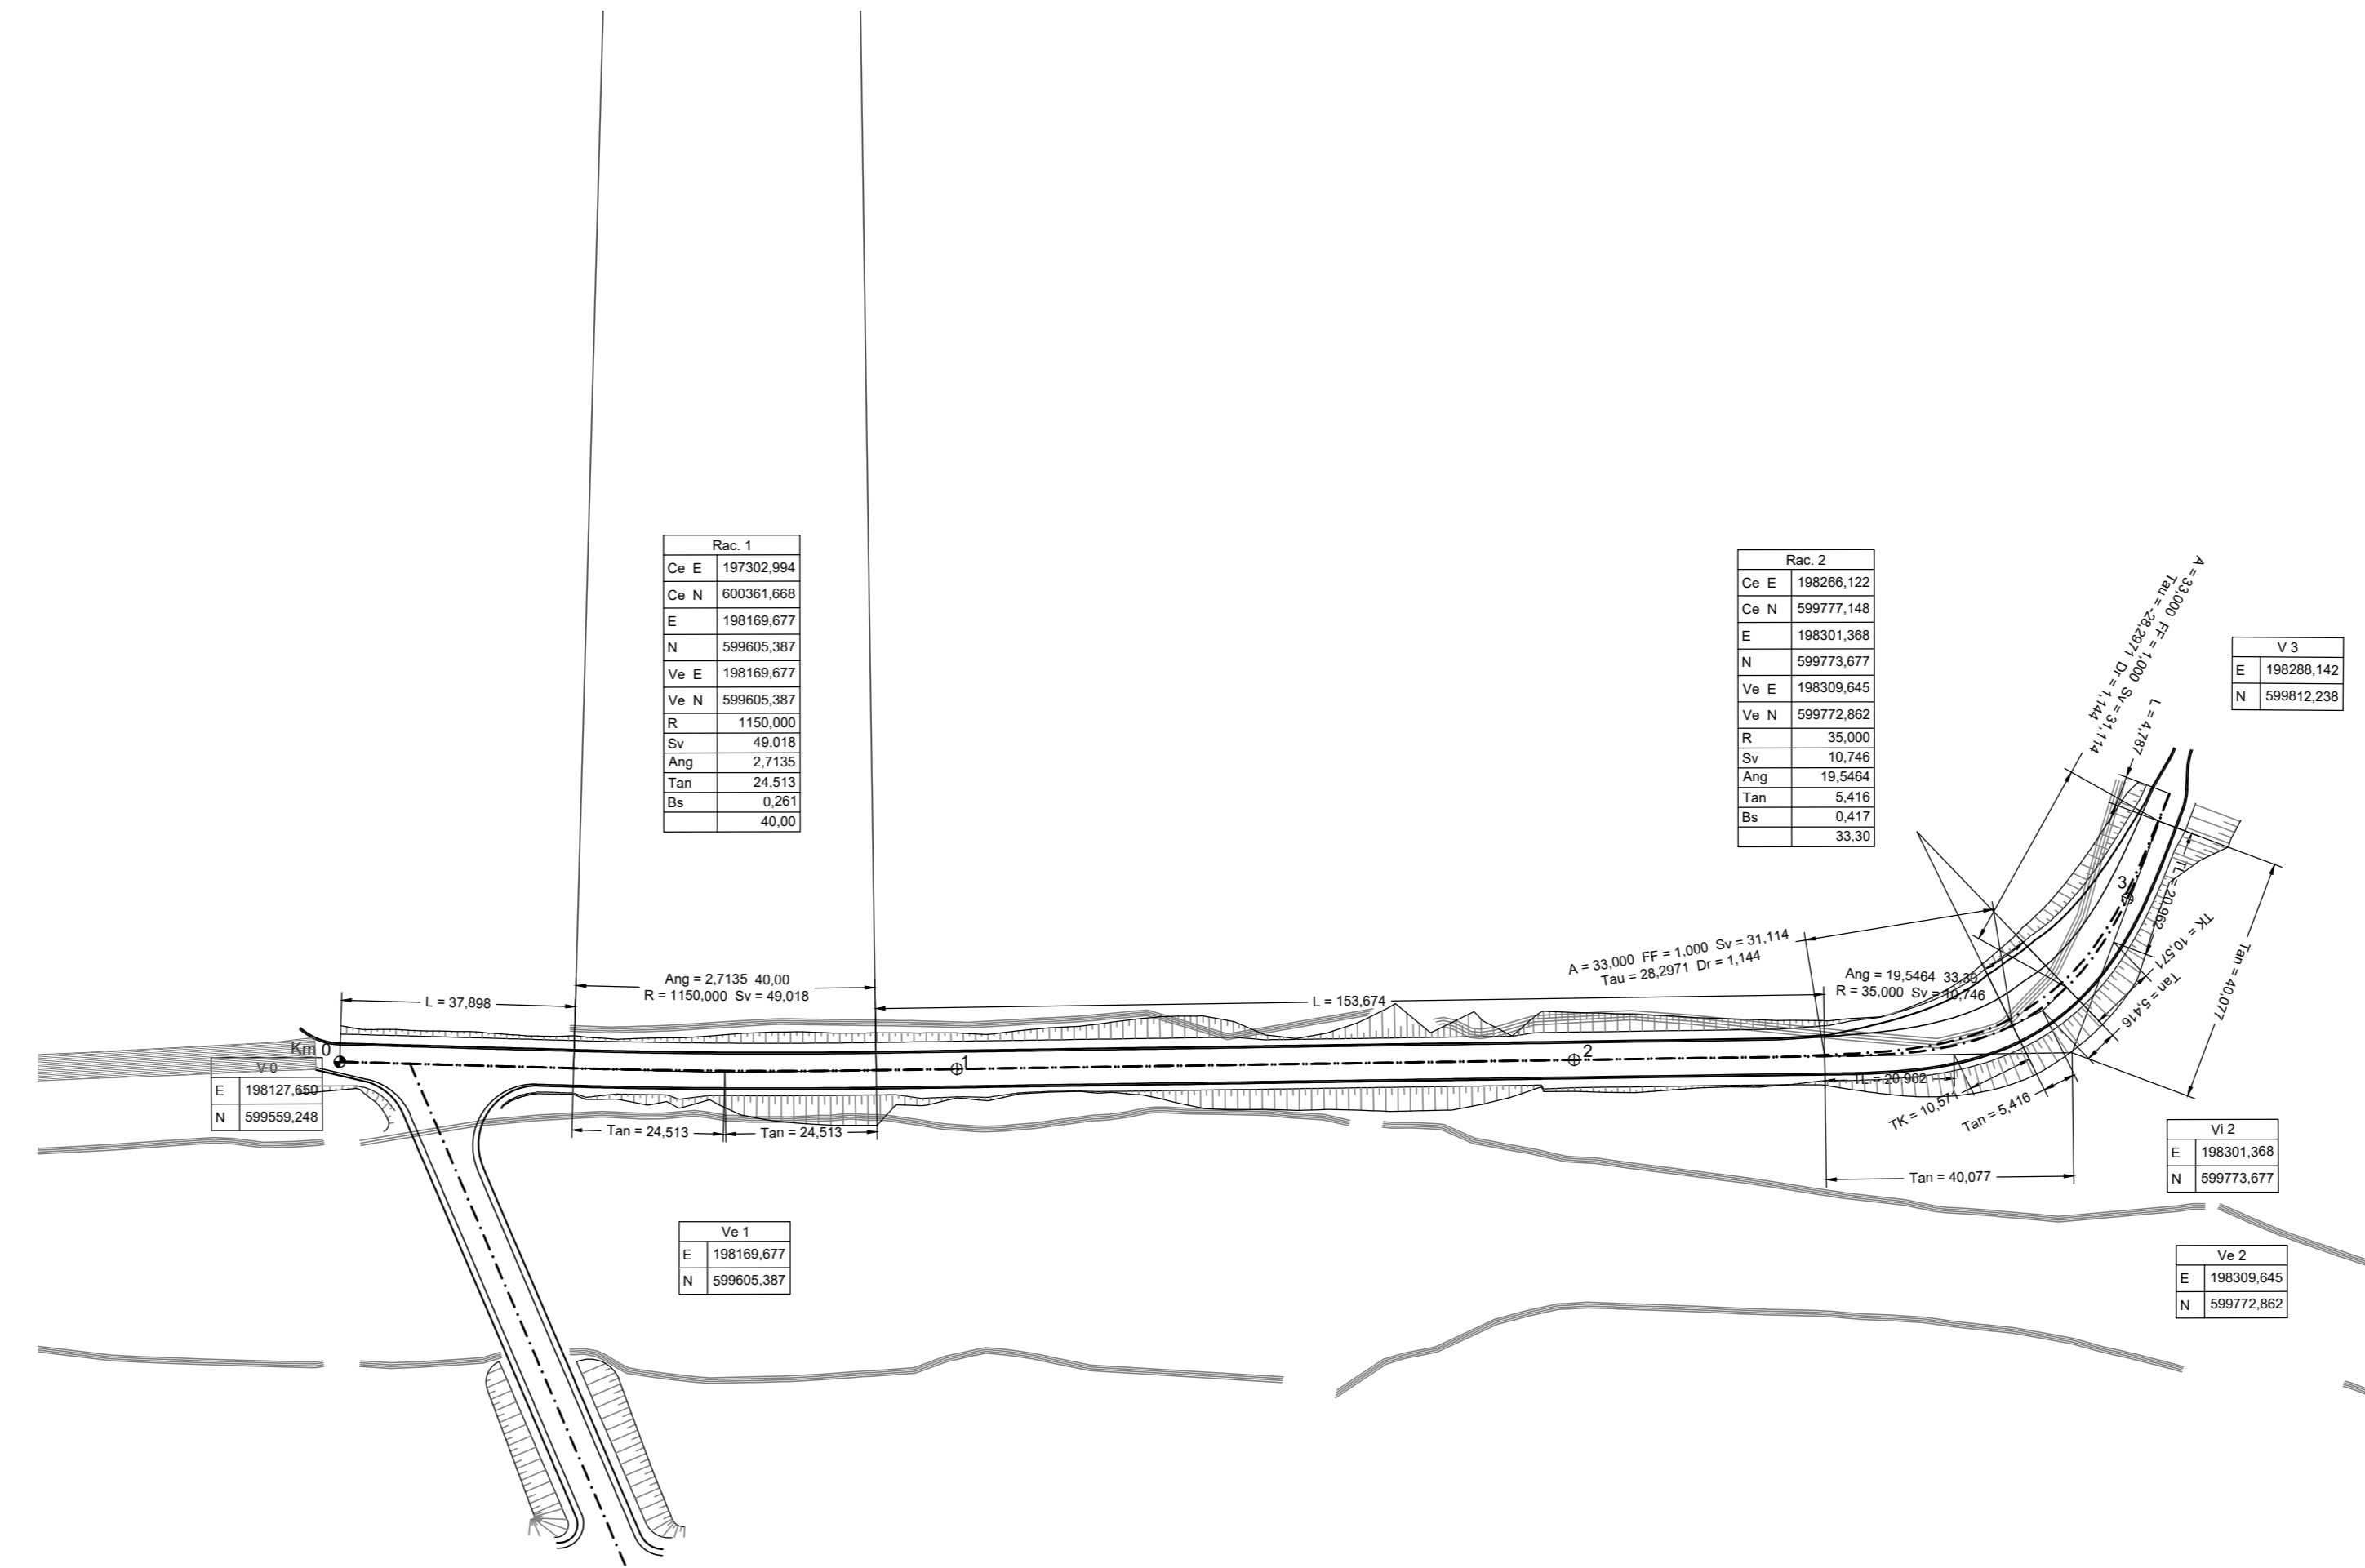 Rac. 1
Ce E 197302,994
Ce N 600361,668
E 198169,677
N 599605,387
Ve E 198169,677
Ve N 599605,387
R 1150,000
Sv 49,018
Ang 2,7135
Tan 24,513
Bs 0,261
40,00
Rac. 2
Ce E 198266,122
Ce N 599777,148
E 198301,368
N 599773,677
Ve E 198309,645
Ve N 599772,862
R 35,000
Sv 10,746
Ang 19,5464
Tan 5,416
Bs 0,417
33,30
A = 33,000 FF = 1,000 Sv = 31,114
Tau = -28,2971 Dr = 1,144
L = 4,787
V 3
E 198288,142
N 599812,238
A = 33,000 FF = 1,000 Sv = 31,114
Tau = 28,2971 Dr = 1,144
Ang = 19,5464 33,30
R = 35,000 Sv = 10,746
Ang = 2,7135 40,00
R = 1150,000 Sv = 49,018
L = 37,898
L = 153,674
3
TL = 20,962
TK = 10,571
Tan = 5,416
Tan = 40,077
Km 0
1
2
V 0
E 198127,650
N 599559,248
TL = 20,962
TK = 10,571
Tan = 5,416
Tan = 24,513
Tan = 24,513
Tan = 40,077
Vi 2
E 198301,368
N 599773,677
Ve 1
E 198169,677
N 599605,387
Ve 2
E 198309,645
N 599772,862